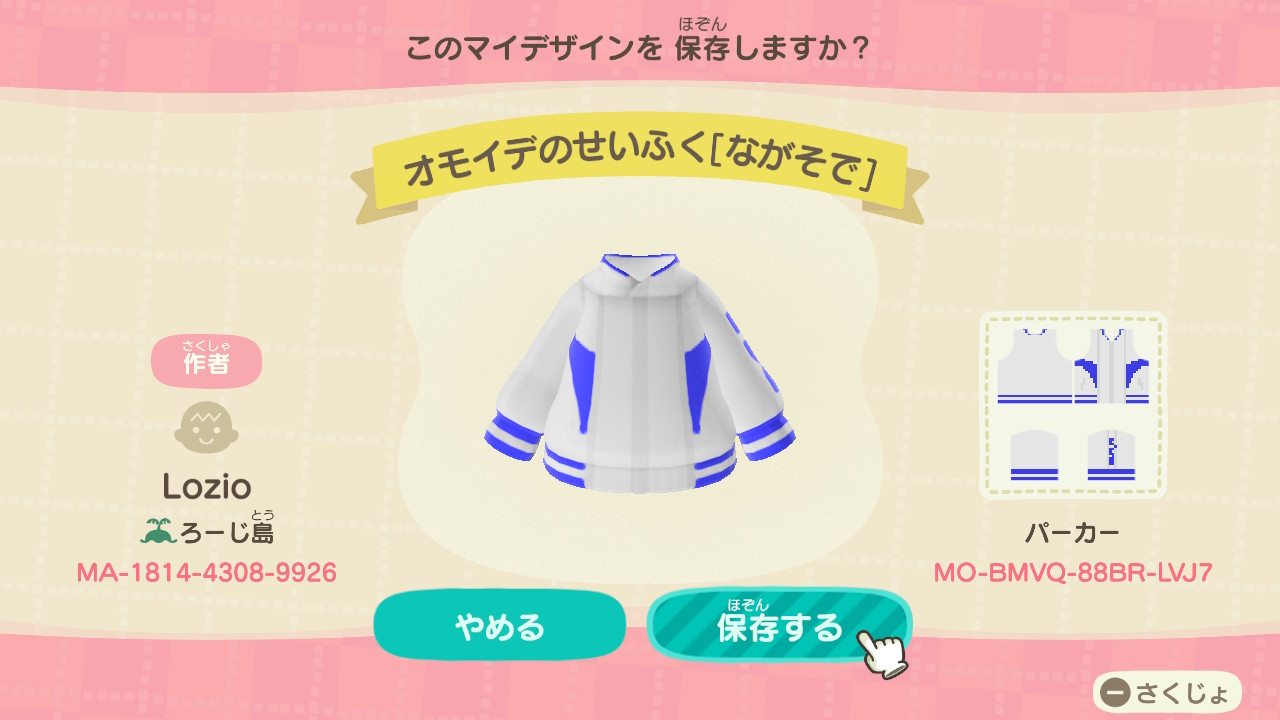 ほぞん
このマイデザインを 保存しますか？
オモイデのせいふく[ながそで]
さくしゃ
作者
Lozio
とう
ろーじ島
MA-1814-4308-9926
パーカー
MO-BMVQ-88BR-LVJ7
やめる
ほぞん
保存する
さくじょ